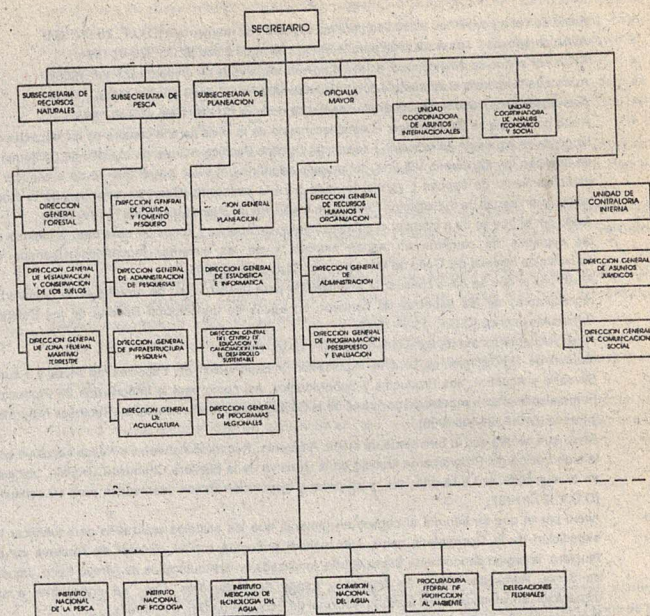 SECRETARIO
SUBSECRETARIA DE
RECURSOS
NATURALES
SUBSECRETARIA DE
PESCA
SUBSECRETARIA
DE PLANEACION
OFICIALIA
MAYOR
UNIDAD
COORDINADORA
DE ASUNTOS
INTERNACIONALES
UNIDAD
COORDINADORA
DE ANALISIS
ECONOMICO
Y SOCIAL
DIRECCION
GENERAL
FORESTAL
DIRECCION GENERAL
DE POLITICA
Y FOMENTO
PESQUERO
ION GENERAL
DE
PLANEACION
DIRECCION GENERAL
DE RECURSOS
HUMANOS Y
ORGANIZACION
UNIDAD DE
CONTRALORIA
INTERNA
DIRECCION GENERAL
DE RESTAURACION
Y CONSERVACION
DE LOS SUELOS
DIRECCION GENERAL
DE ADMINISTRACION
DE PESQUERIAS
DIRECCION GENERAL
DE ESTADISTICA
E INFORMATICA
DIRECCION GENERAL
DE
ADMINISTRACION
DIRECCION GENERAL
DE ASUNTOS
JURIDICOS
DIRECCION GENERAL
DE ZONA FEDERAL
MARITIMO
TERRESTRE
DIRECCION GENERAL
DE INFRAESTRUCTURA
PESQUERA
DIRECCION GENERAL
DEL CENTRO DE
EDUCACION Y
CAPACITACION PARA
EL DESARROLLO
SUSTENTABLE
DIRECCION GENERAL
DE PROGRAMACION
PRESUPUESTO
Y EVALUACION
DIRECCION GENERAL
DE COMUNICACION
SOCIAL
DIRECCION GENERAL
DE
ACUACULTURA
DIRECCION GENERAL
DE PROGRAMAS
REGIONALES
INSTITUTO
NACIONAL
DE LA PESCA
INSTITUTO
NACIONAL
DE ECOLOGIA
INSTITUTO
MEXICANO DE
TECNOLOGIA DEL
AGUA
COMISION
NACIONAL
DEL AGUA
PROCURADURIA
FEDERAL DE
PROTECCION
AL AMBIENTE
DELEGACIONES
FEDERALES